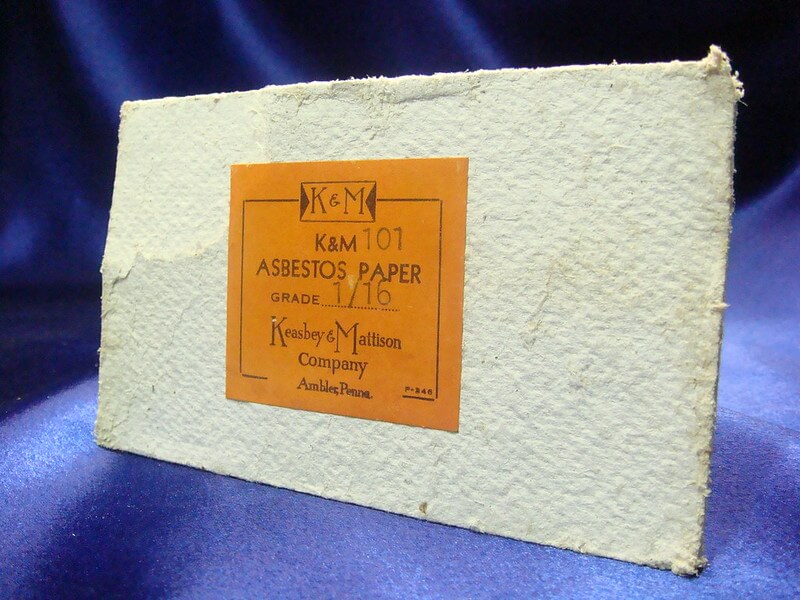 K & M
K&M 101
ASBESTOS PAPER
GRADE 1/16
Keasbey & Mattison
Company
Ambler, Penna.
P-246